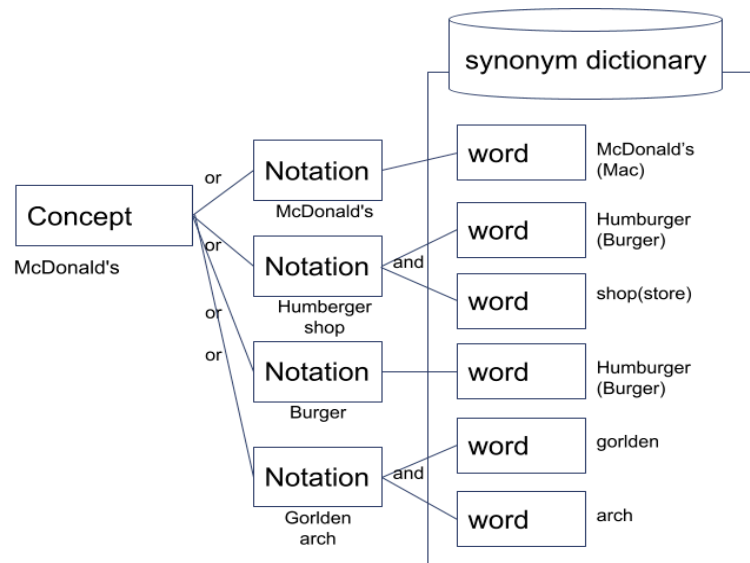 synonym dictionary
Concept
McDonald's
or
or
or
or
Notation
McDonald's
Notation
Humberger
shop
Notation
Burger
Notation
Gorlden
arch
and
and
word
McDonald's
(Mac)
word
Humburger
(Burger)
word
shop(store)
word
Humburger
(Burger)
word
gorlden
word
arch